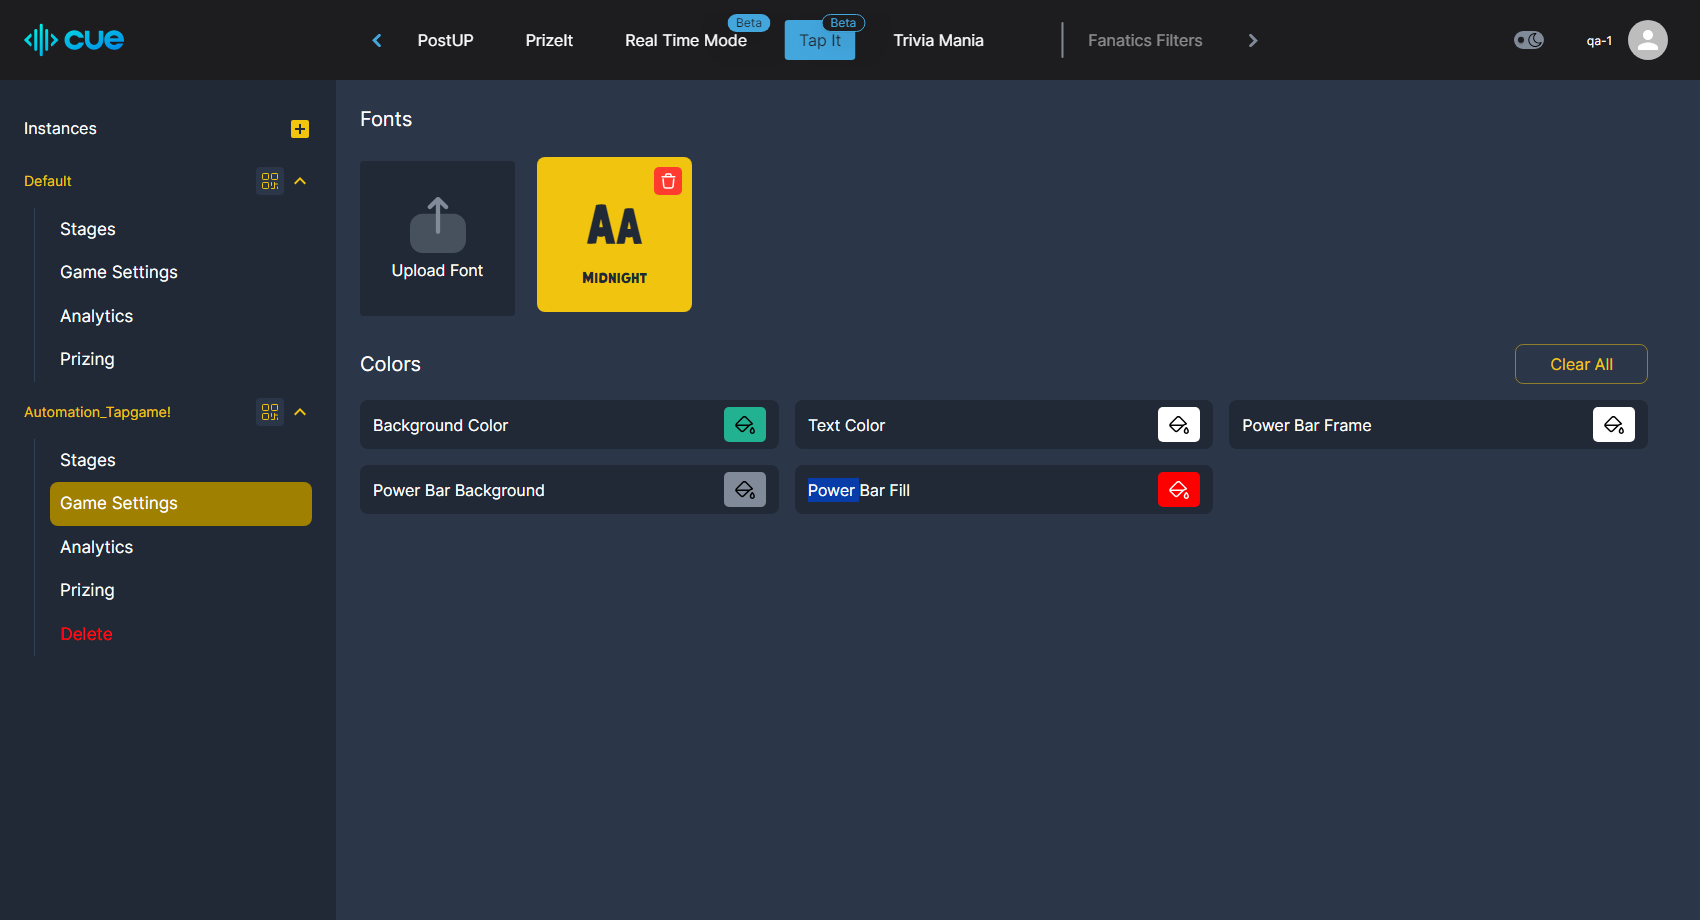 cue
PostUP
PrizeIt
Real Time Mode
Beta
Tap It
Beta
Trivia Mania
Fanatics Filters
qa-1
Instances
Default
Stages
Game Settings
Analytics
Prizing
Automation_Tapgame!
Stages
Game Settings
Analytics
Prizing
Delete
Fonts
Upload Font
AA
MIDNIGHT
Colors
Clear All
Background Color
Text Color
Power Bar Frame
Power Bar Background
Power Bar Fill